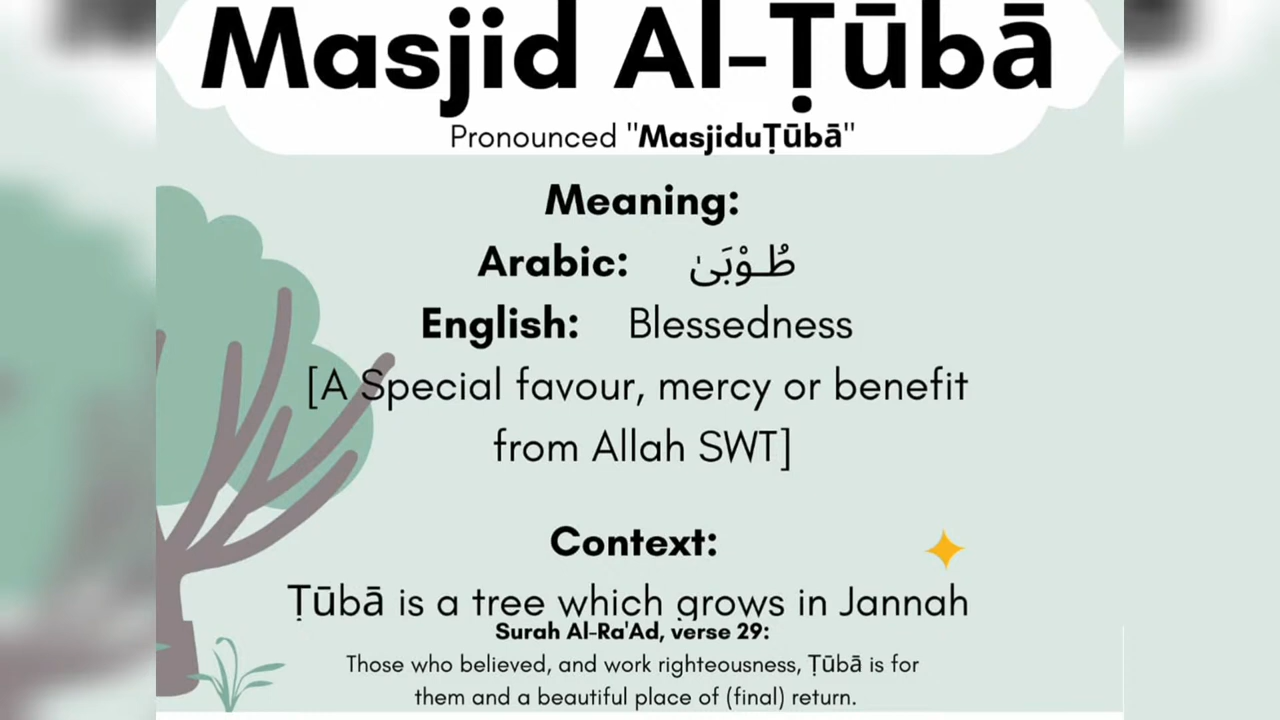 Masjid Al-Ṭūbā
Pronounced "MasjiduṬūbā"
Meaning:
Arabic: طُـوْبَىٰ
English: Blessedness
[A Special favour, mercy or benefit
from Allah SWT]
Context:
Ṭūbā is a tree which grows in Jannah
Surah Al-Ra'Ad, verse 29:
Those who believed, and work righteousness, Ṭūbā is for
them and a beautiful place of (final) return.